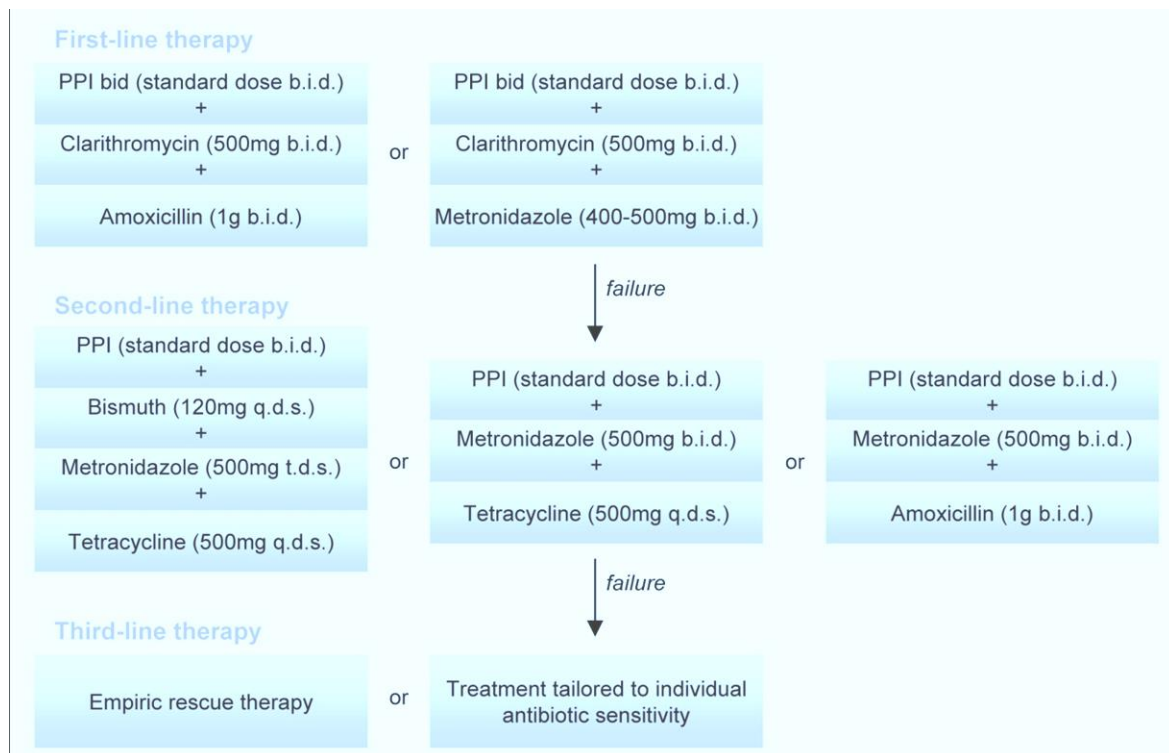 First-line therapy
PPI bid (standard dose b.i.d.)
+
Clarithromycin (500mg b.i.d.)
+
Amoxicillin (1g b.i.d.)
or
PPI bid (standard dose b.i.d.)
+
Clarithromycin (500mg b.i.d.)
+
Metronidazole (400-500mg b.i.d.)
failure
Second-line therapy
PPI (standard dose b.i.d.)
+
Bismuth (120mg q.d.s.)
+
Metronidazole (500mg t.d.s.)
+
Tetracycline (500mg q.d.s.)
or
PPI (standard dose b.i.d.)
+
Metronidazole (500mg b.i.d.)
+
Tetracycline (500mg q.d.s.)
or
PPI (standard dose b.i.d.)
+
Metronidazole (500mg b.i.d.)
+
Amoxicillin (1g b.i.d.)
failure
Third-line therapy
Empiric rescue therapy
or
Treatment tailored to individual
antibiotic sensitivity